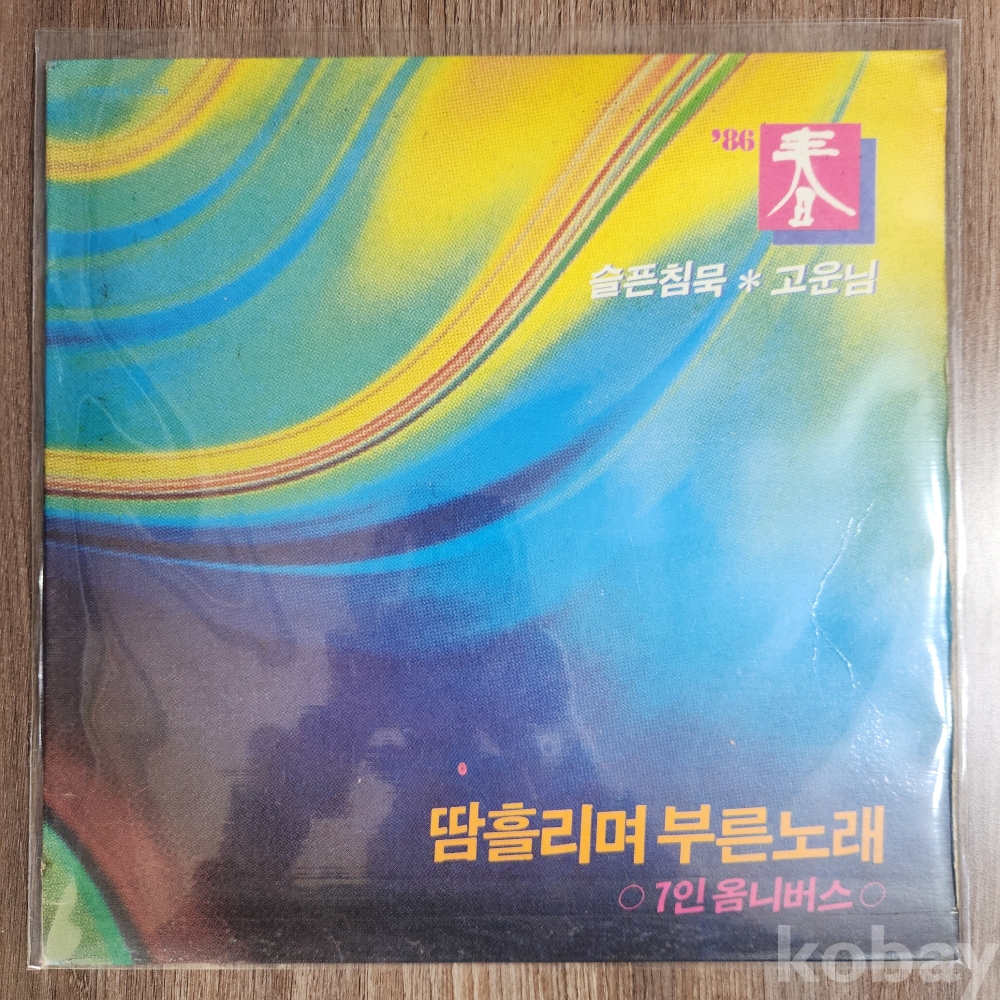 '86 春
슬픈침묵 * 고운님
땀흘리며 부른노래
○ 7인 옴니버스 ○
kobay